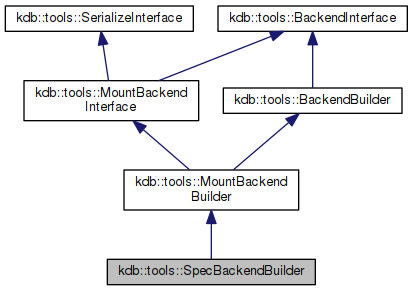 kdb::tools::SerializeInterface
kdb::tools::BackendInterface
kdb::tools::MountBackend
Interface
kdb::tools::BackendBuilder
kdb::tools::MountBackend
Builder
kdb::tools::SpecBackendBuilder